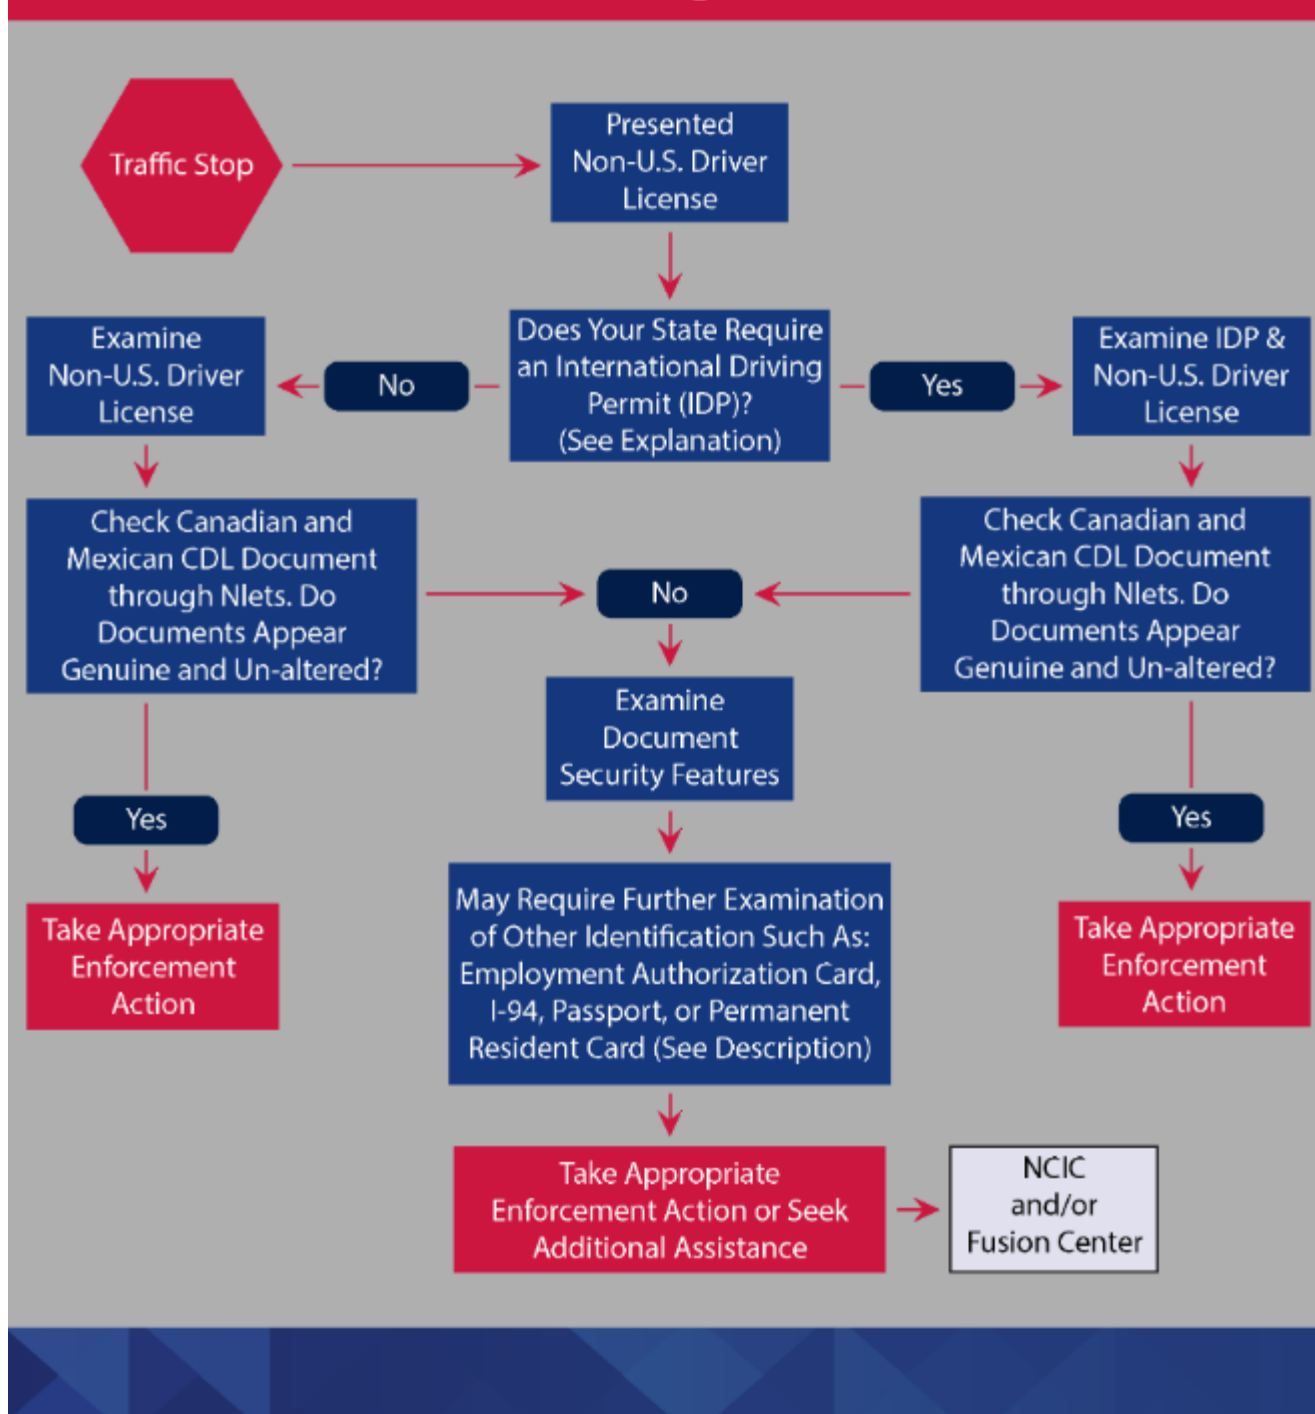 Traffic Stop
Presented
Non-U.S. Driver
License
Does Your State Require
an International Driving
Permit (IDP)?
(See Explanation)
No
Yes
Examine
Non-U.S. Driver
License
Examine IDP &
Non-U.S. Driver
License
Check Canadian and
Mexican CDL Document
through Nlets. Do
Documents Appear
Genuine and Un-altered?
No
Check Canadian and
Mexican CDL Document
through Nlets. Do
Documents Appear
Genuine and Un-altered?
Examine
Document
Security Features
Yes
Yes
Take Appropriate
Enforcement
Action
May Require Further Examination
of Other Identification Such As:
Employment Authorization Card,
I-94, Passport, or Permanent
Resident Card (See Description)
Take Appropriate
Enforcement
Action
Take Appropriate
Enforcement Action or Seek
Additional Assistance
NCIC
and/or
Fusion Center